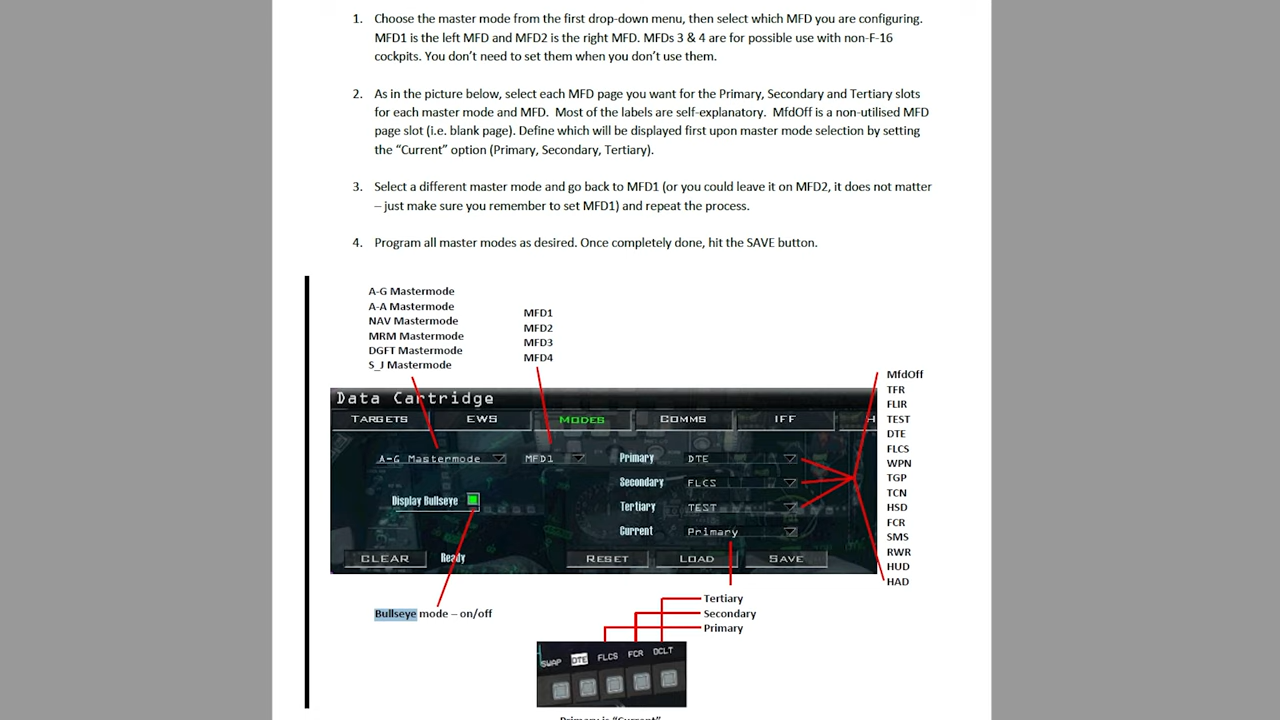 1. Choose the master mode from the first drop-down menu, then select which MFD you are configuring.
MFD1 is the left MFD and MFD2 is the right MFD. MFDs 3 & 4 are for possible use with non-F-16
cockpits. You don't need to set them when you don't use them.
2. As in the picture below, select each MFD page you want for the Primary, Secondary and Tertiary slots
for each master mode and MFD. Most of the labels are self-explanatory. MfdOff is a non-utilised MFD
page slot (i.e. blank page). Define which will be displayed first upon master mode selection by setting
the "Current" option (Primary, Secondary, Tertiary).
3. Select a different master mode and go back to MFD1 (or you could leave it on MFD2, it does not matter
– just make sure you remember to set MFD1) and repeat the process.
4. Program all master modes as desired. Once completely done, hit the SAVE button.
A-G Mastermode
A-A Mastermode
NAV Mastermode
MRM Mastermode
DGFT Mastermode
S_J Mastermode
MFD1
MFD2
MFD3
MFD4
MfdOff
TFR
FLIR
TEST
DTE
FLCS
WPN
TGP
TCN
HSD
FCR
SMS
RWR
HUD
HAD
Data Cartridge
TARGETS EWS MODES COMMS IFF H
A-G Mastermode MFD1 Primary DTE
Secondary FLCS
Display Bullseye
Tertiary TEST
Current Primary
CLEAR Ready RESET LOAD SAVE
Bullseye mode – on/off
Tertiary
Secondary
Primary
SWAP DTE FLCS FCR DCLT
Primary is "Current"